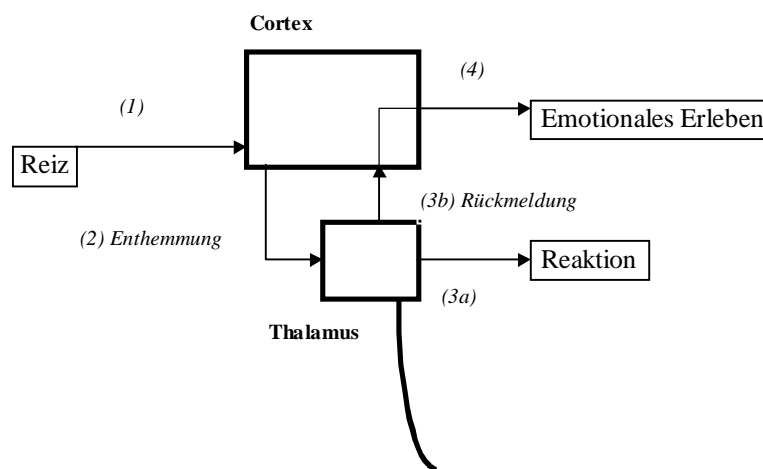 Cortex
(4)
(1)
Emotionales Erleben
Reiz
(3b) Rückmeldung
(2) Enthemmung
Reaktion
(3a)
Thalamus